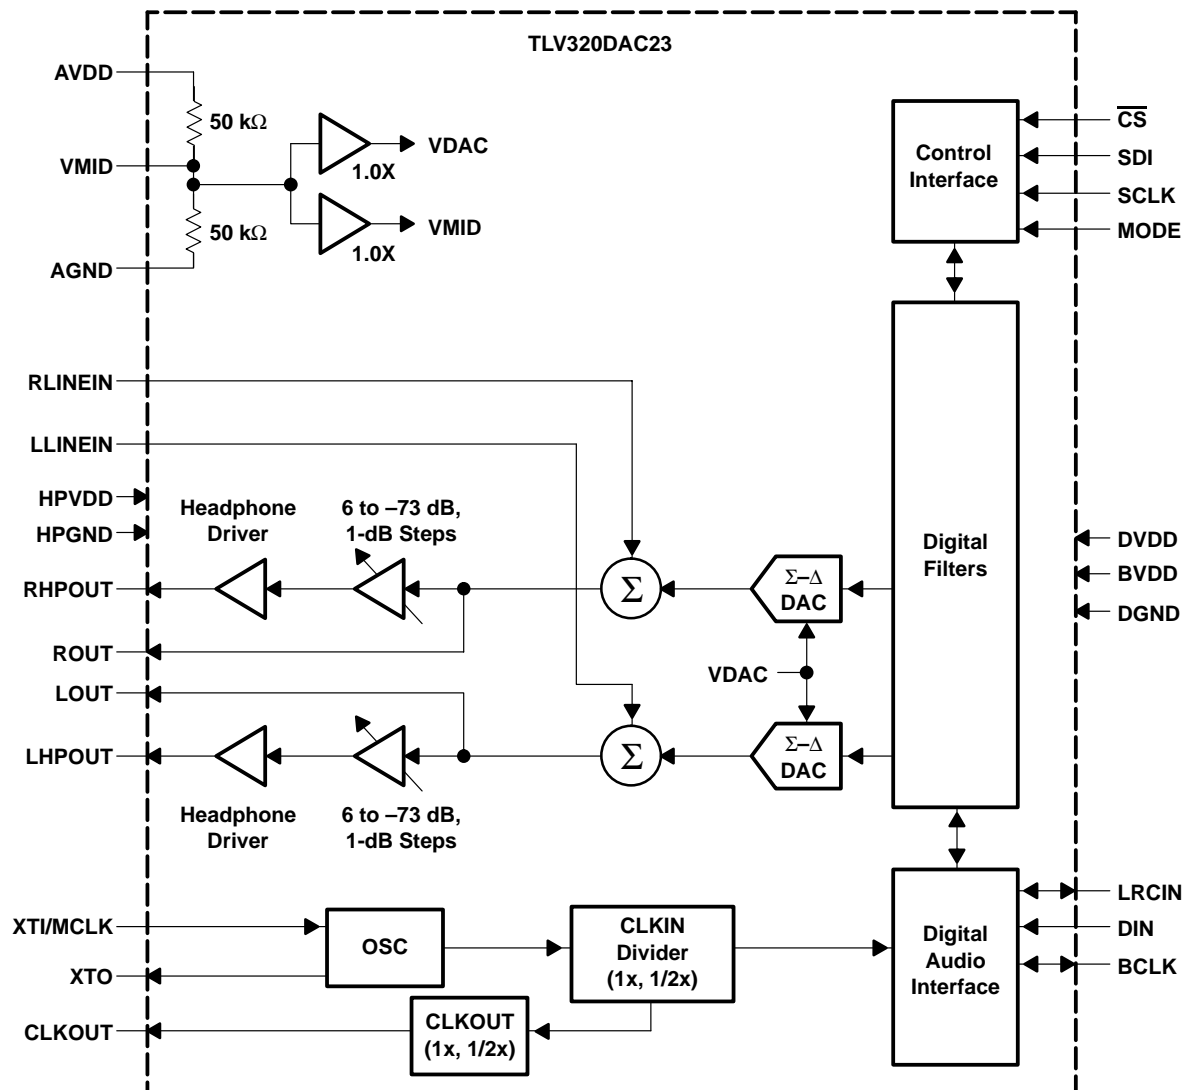 TLV320DAC23
AVDD
50 kΩ
VMID
50 kΩ
AGND
1.0X
VDAC
1.0X
VMID
Control
Interface
C̅S̅
SDI
SCLK
MODE
RLINEIN
LLINEIN
HPVDD
HPGND
RHPOUT
ROUT
LOUT
LHPOUT
Headphone
Driver
6 to –73 dB,
1-dB Steps
Σ
Σ–Δ
DAC
VDAC
Digital
Filters
DVDD
BVDD
DGND
Σ
Σ–Δ
DAC
Headphone
Driver
6 to –73 dB,
1-dB Steps
XTI/MCLK
XTO
CLKOUT
OSC
CLKIN
Divider
(1x, 1/2x)
CLKOUT
(1x, 1/2x)
Digital
Audio
Interface
LRCIN
DIN
BCLK